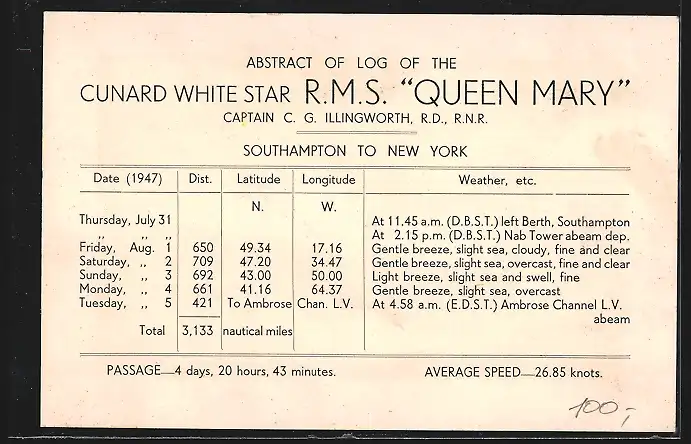 ABSTRACT OF LOG OF THE
CUNARD WHITE STAR R.M.S. "QUEEN MARY"
CAPTAIN C. G. ILLINGWORTH, R.D., R.N.R.
SOUTHAMPTON TO NEW YORK
Date (1947) Dist. Latitude Longitude Weather, etc.
N. W.
Thursday, July 31 At 11.45 a.m. (D.B.S.T.) left Berth, Southampton
,, ,, ,, At 2.15 p.m. (D.B.S.T.) Nab Tower abeam dep.
Friday, Aug. 1 650 49.34 17.16 Gentle breeze, slight sea, cloudy, fine and clear
Saturday, ,, 2 709 47.20 34.47 Gentle breeze, slight sea, overcast, fine and clear
Sunday, ,, 3 692 43.00 50.00 Light breeze, slight sea and swell, fine
Monday, ,, 4 661 41.16 64.37 Gentle breeze, slight sea, overcast
Tuesday, ,, 5 421 To Ambrose Chan. L.V. At 4.58 a.m. (E.D.S.T.) Ambrose Channel L.V.
abeam
Total 3,133 nautical miles
PASSAGE—4 days, 20 hours, 43 minutes. AVERAGE SPEED—26.85 knots.
100,-